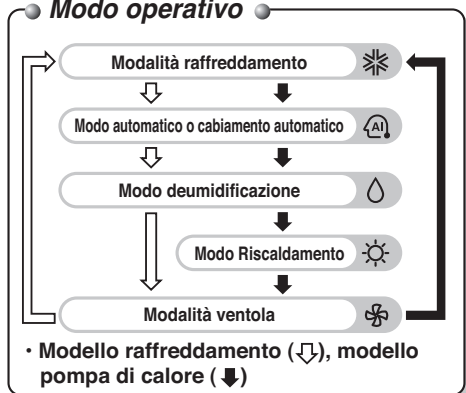 Modo operativo
Modalità raffreddamento
Modo automatico o cabiamento automatico
AI
Modo deumidificazione
Modo Riscaldamento
Modalità ventola
· Modello raffreddamento (⇩), modello
pompa di calore (⬇)